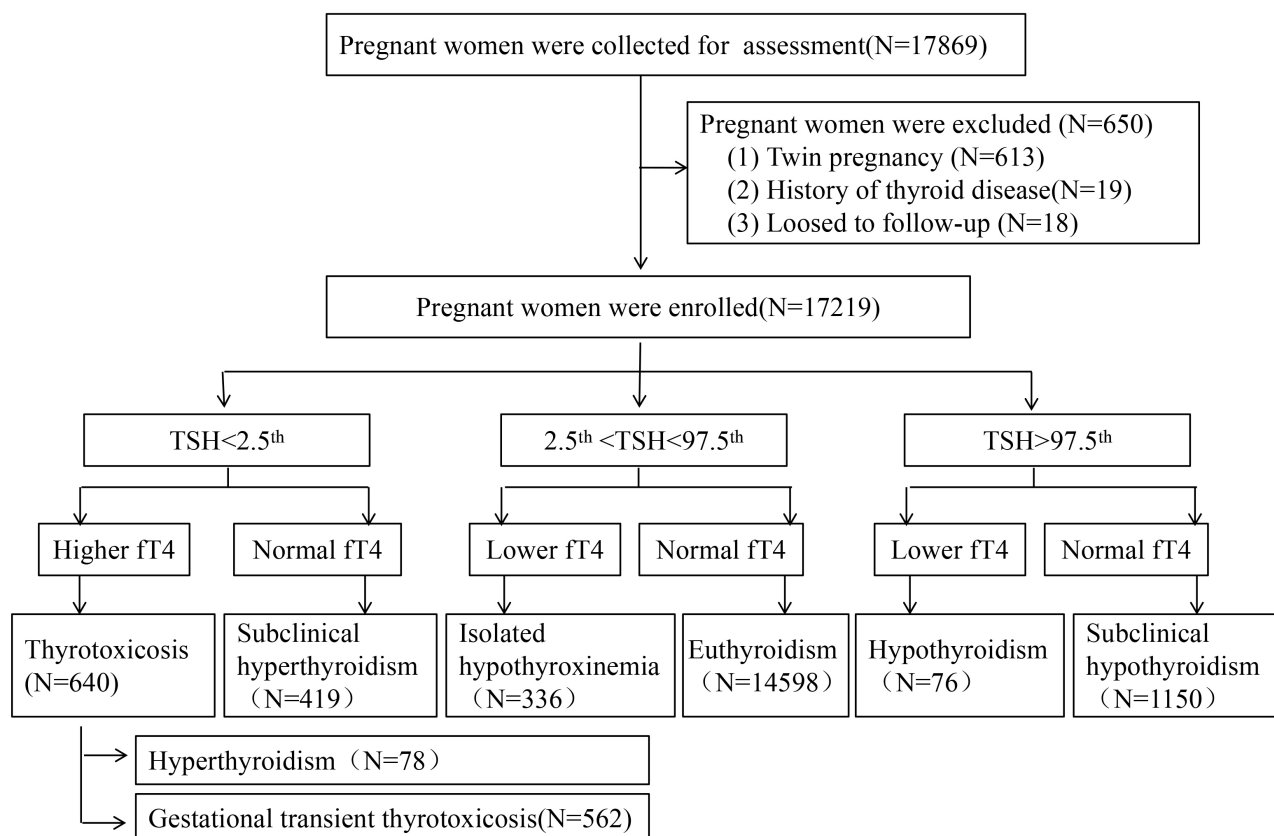 Pregnant women were collected for  assessment(N=17869)
Pregnant women were excluded (N=650)
(1) Twin pregnancy (N=613)
(2) History of thyroid disease(N=19)
(3) Loosed to follow-up (N=18)
Pregnant women were enrolled(N=17219)
TSH<2.5th
2.5th <TSH<97.5th
TSH>97.5th
Higher fT4
Normal fT4
Lower fT4
Normal fT4
Lower fT4
Normal fT4
Thyrotoxicosis
(N=640)
Subclinical
hyperthyroidism
（N=419）
Isolated
hypothyroxinemia
（N=336）
Euthyroidism
（N=14598）
Hypothyroidism
（N=76）
Subclinical
hypothyroidism
（N=1150）
Hyperthyroidism（N=78）
Gestational transient thyrotoxicosis(N=562)